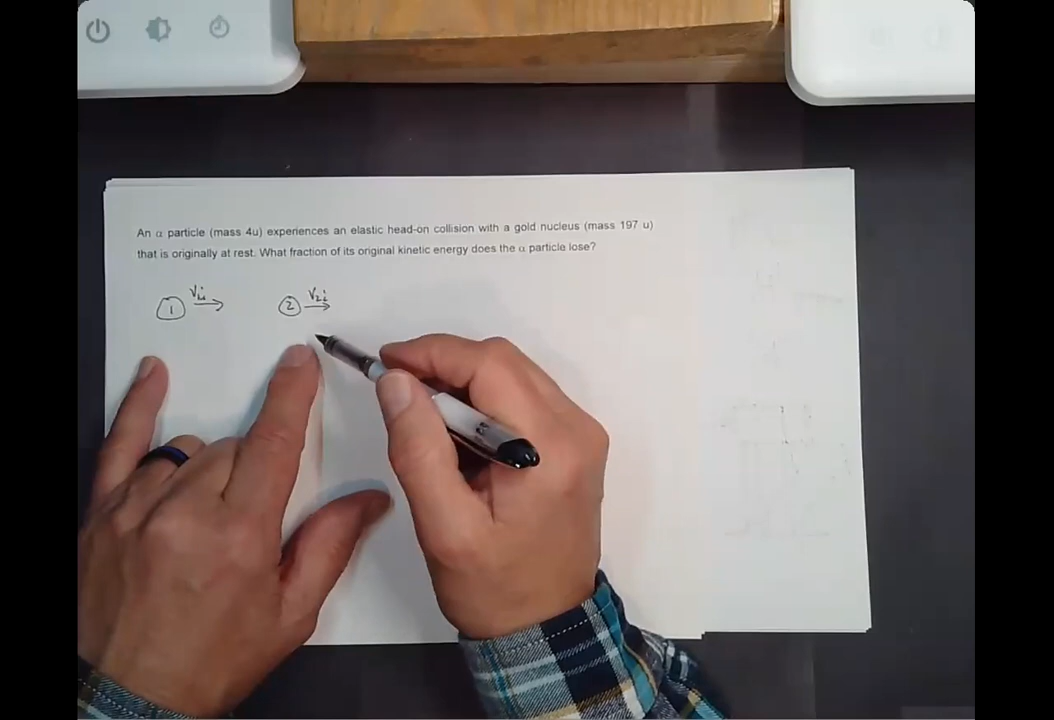 An α particle (mass 4u) experiences an elastic head-on collision with a gold nucleus (mass 197 u)
that is originally at rest. What fraction of its original kinetic energy does the α particle lose?
V1i V2i
1 2